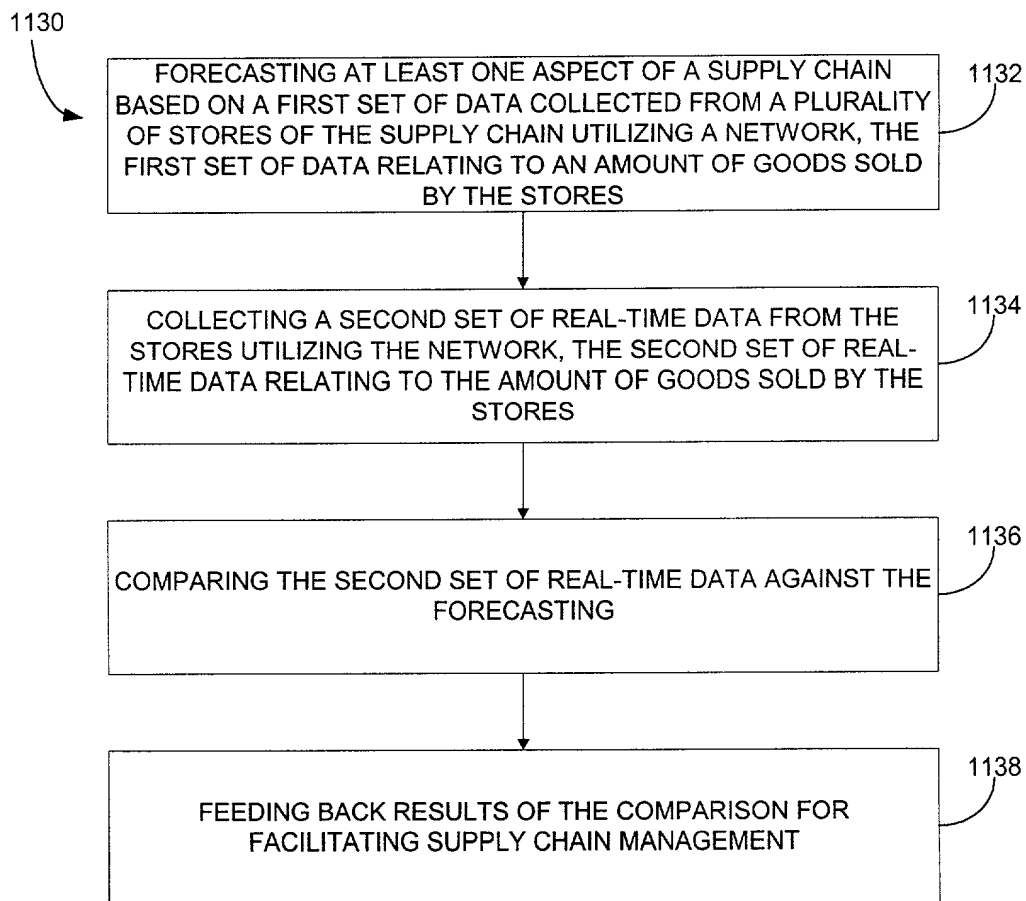 1130
FORECASTING AT LEAST ONE ASPECT OF A SUPPLY CHAIN
BASED ON A FIRST SET OF DATA COLLECTED FROM A PLURALITY
OF STORES OF THE SUPPLY CHAIN UTILIZING A NETWORK, THE
FIRST SET OF DATA RELATING TO AN AMOUNT OF GOODS SOLD
BY THE STORES
1132
COLLECTING A SECOND SET OF REAL-TIME DATA FROM THE
STORES UTILIZING THE NETWORK, THE SECOND SET OF REAL-
TIME DATA RELATING TO THE AMOUNT OF GOODS SOLD BY THE
STORES
1134
COMPARING THE SECOND SET OF REAL-TIME DATA AGAINST THE
FORECASTING
1136
FEEDING BACK RESULTS OF THE COMPARISON FOR
FACILITATING SUPPLY CHAIN MANAGEMENT
1138